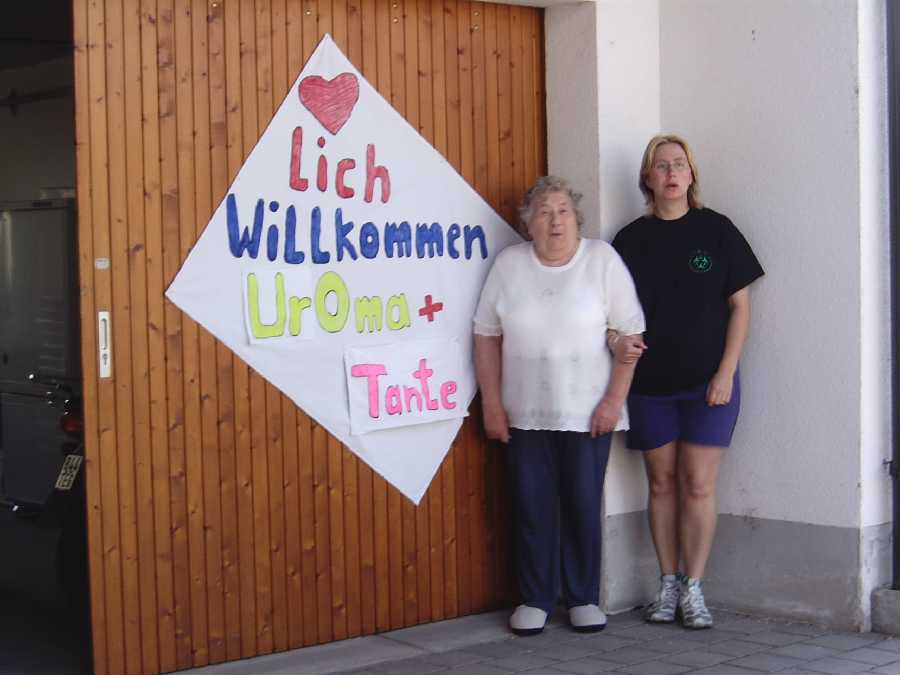 Lich
Willkommen
UrOma +
Tante